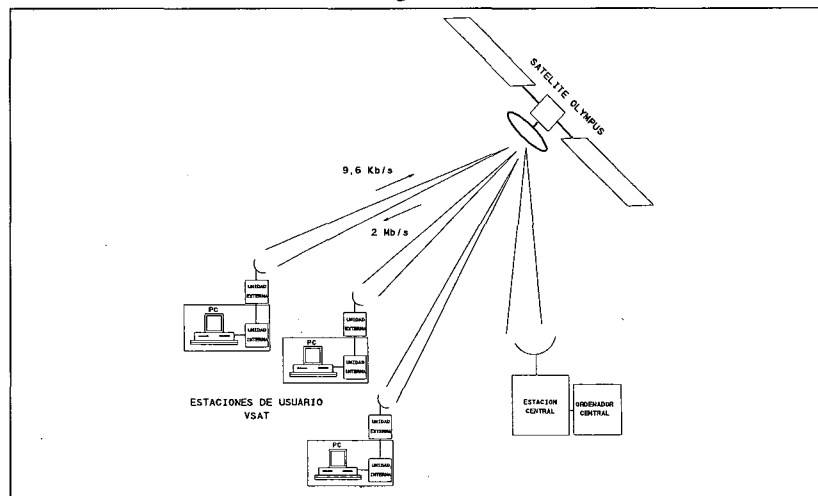 SATELITE OLYMPUS
9,6 Kb/s
2 Mb/s
PC
UNIDAD
EXTERNA
UNIDAD
INTERNA
PC
UNIDAD
EXTERNA
UNIDAD
INTERNA
ESTACIONES DE USUARIO
VSAT
PC
UNIDAD
EXTERNA
UNIDAD
INTERNA
ESTACION
CENTRAL
ORDENADOR
CENTRAL